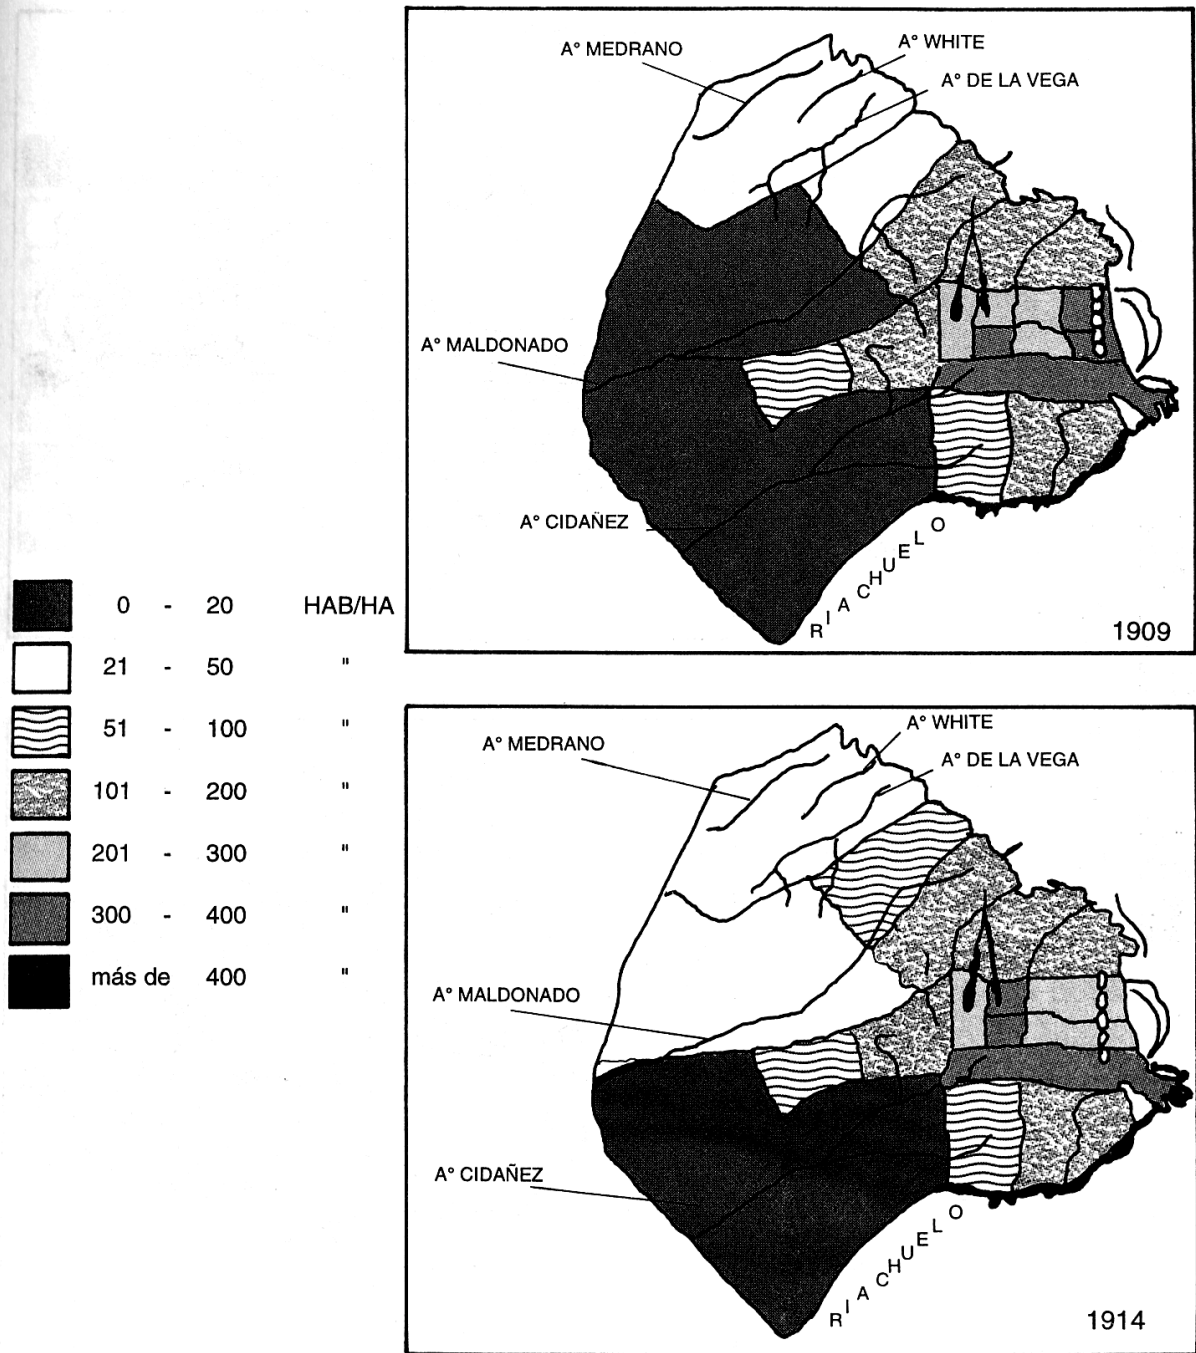 A° MEDRANO
A° WHITE
A° DE LA VEGA
A° MALDONADO
A° CIDAÑEZ
RIACHUELO
1909
0 - 20 HAB/HA
21 - 50 "
51 - 100 "
101 - 200 "
201 - 300 "
300 - 400 "
más de 400 "
A° MEDRANO
A° WHITE
A° DE LA VEGA
A° MALDONADO
A° CIDAÑEZ
RIACHUELO
1914